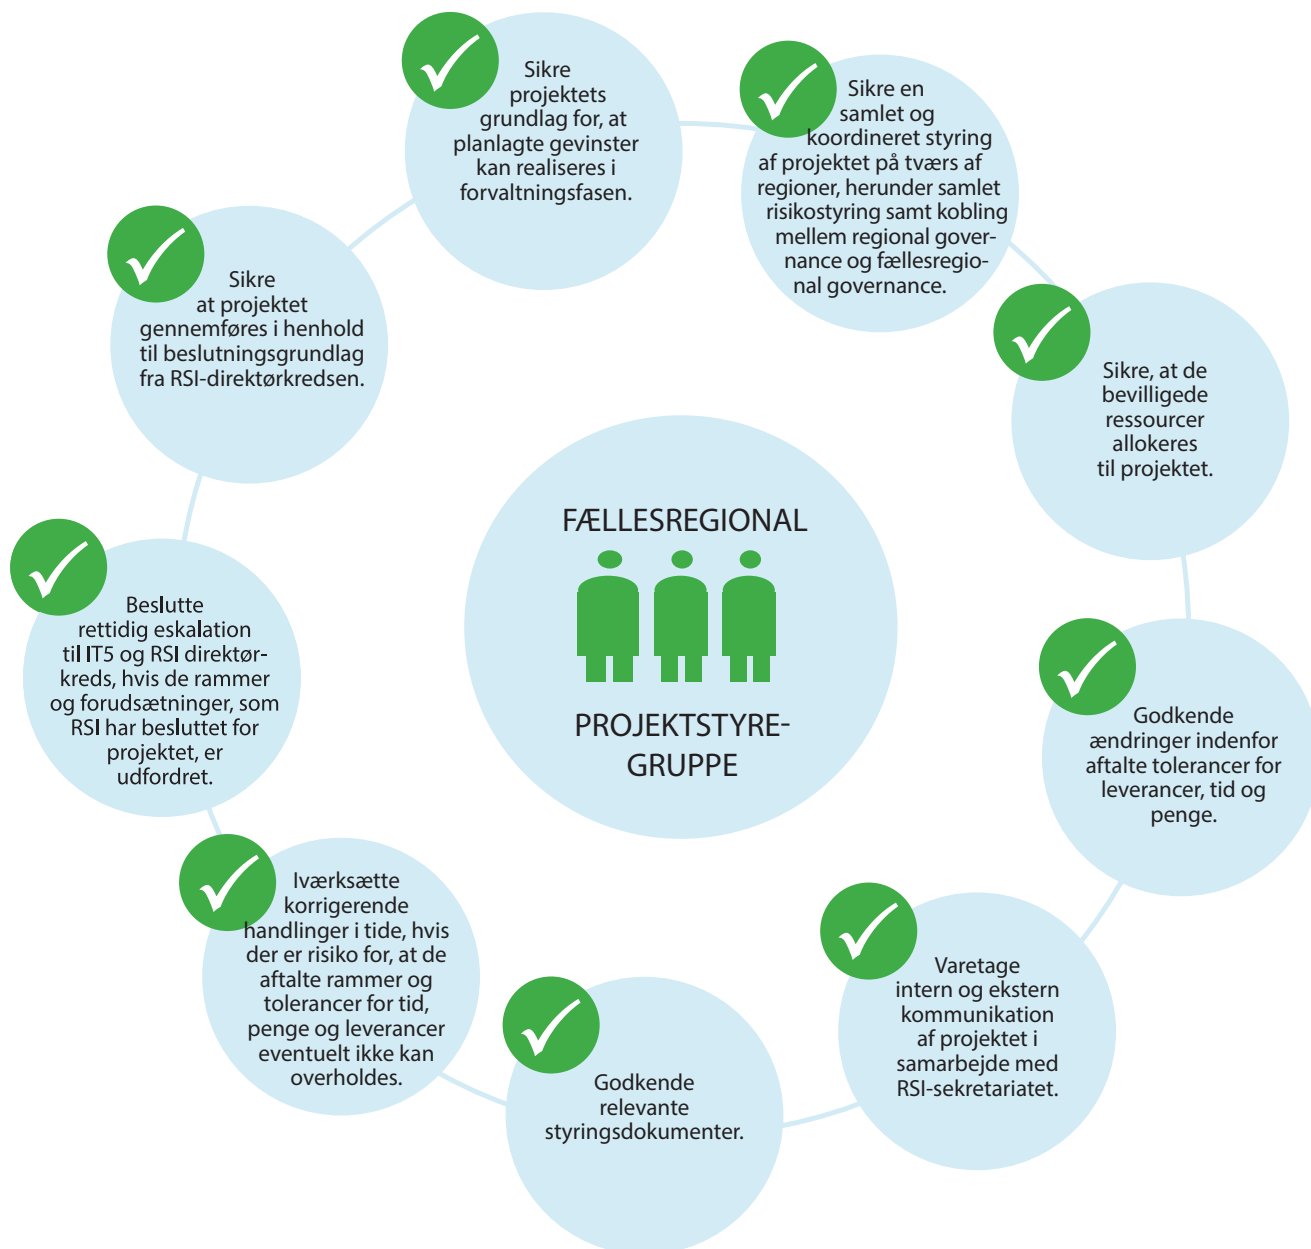 Sikre
projektets
grundlag for, at
planlagte gevinster
kan realiseres i
forvaltningsfasen.
Sikre en
samlet og
koordineret styring
af projektet på tværs af
regioner, herunder samlet
risikostyring samt kobling
mellem regional gover-
nance og fællesregio-
nal governance.
Sikre, at de
bevilligede
ressourcer
allokeres
til projektet.
Godkende
ændringer indenfor
aftalte tolerancer for
leverancer, tid og
penge.
Varetage
intern og ekstern
kommunikation
af projektet i
samarbejde med
RSI-sekretariatet.
Godkende
relevante
styringsdokumenter.
Iværksætte
korrigerende
handlinger i tide, hvis
der er risiko for, at de
aftalte rammer og
tolerancer for tid,
penge og leverancer
eventuelt ikke kan
overholdes.
Beslutte
rettidig eskalation
til IT5 og RSI direktør-
kreds, hvis de rammer
og forudsætninger, som
RSI har besluttet for
projektet, er
udfordret.
Sikre
at projektet
gennemføres i henhold
til beslutningsgrundlag
fra RSI-direktørkredsen.
FÆLLESREGIONAL
PROJEKTSTYRE-
GRUPPE